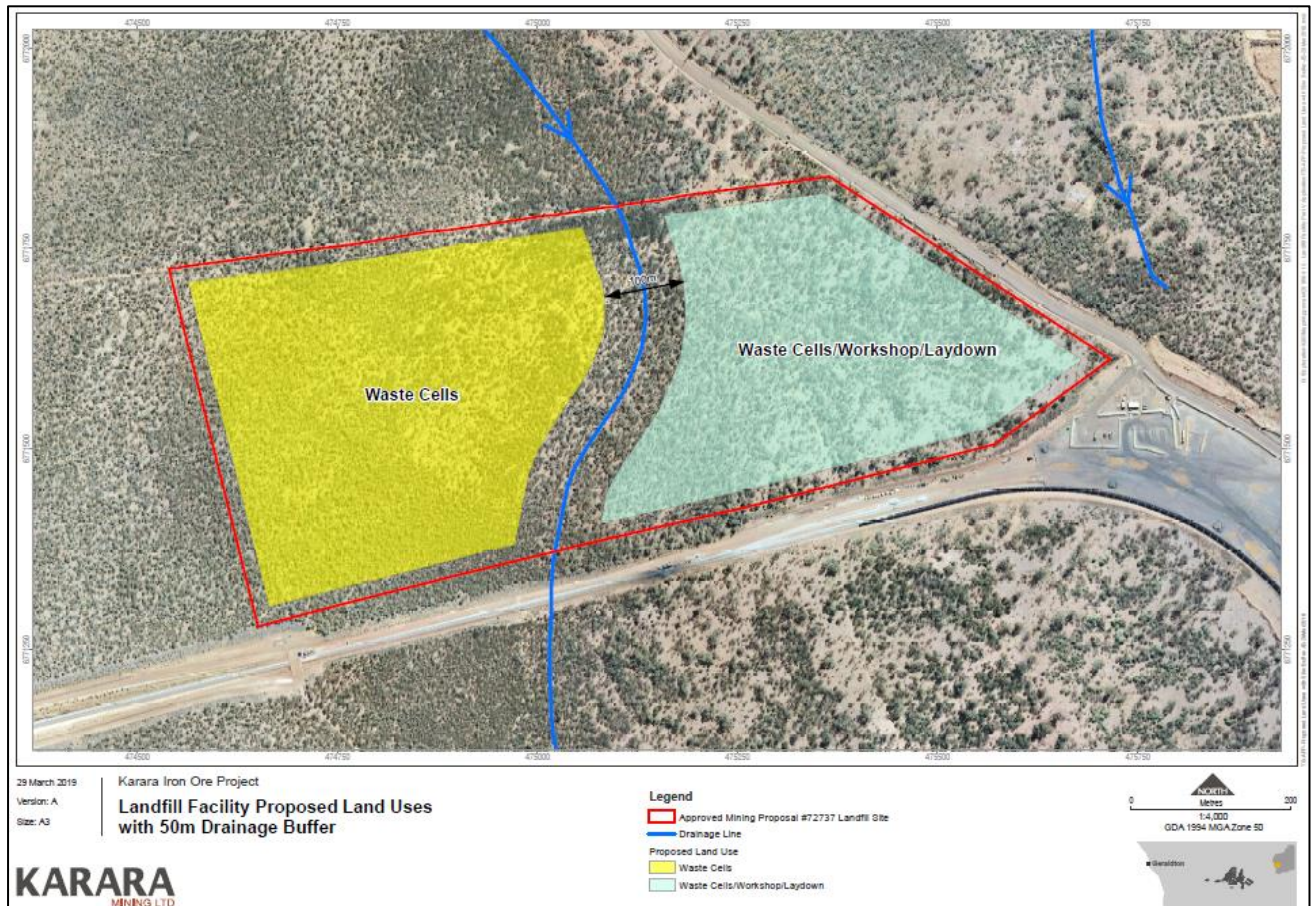 474500 474750 475000 475250 475500 475750
6772000 6772000
6771750 6771750
100m
Waste Cells/Workshop/Laydown
Waste Cells
6771500 6771500
6771250 6771250
474500 474750 475000 475250 475500 475750
29 March 2019
Version: A
Size: A3
Karara Iron Ore Project
Landfill Facility Proposed Land Uses
with 50m Drainage Buffer
KARARA
MINING LTD
Legend
Approved Mining Proposal #72737 Landfill Site
Drainage Line
Proposed Land Use
Waste Cells
Waste Cells/Workshop/Laydown
NORTH
0 Metres 200
1:4,000
GDA 1994 MGA Zone 50
Geraldton